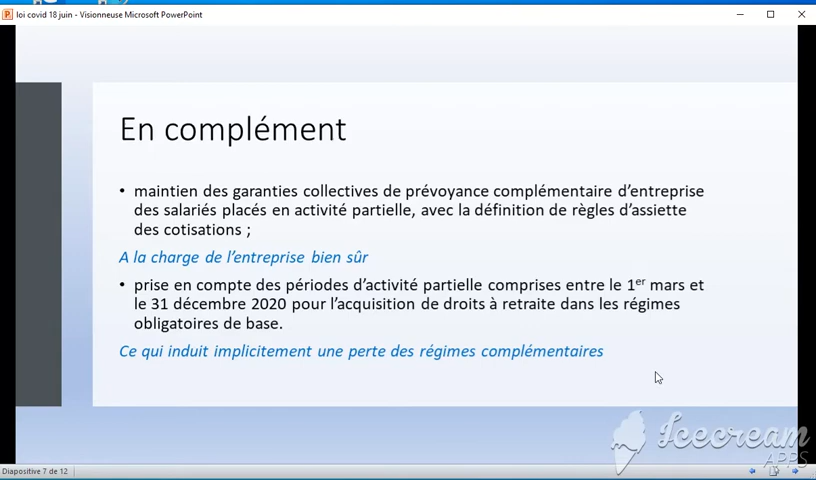 loi covid 18 juin - Visionneuse Microsoft PowerPoint
En complément
• maintien des garanties collectives de prévoyance complémentaire d’entreprise
des salariés placés en activité partielle, avec la définition de règles d’assiette
des cotisations ;
A la charge de l’entreprise bien sûr
• prise en compte des périodes d’activité partielle comprises entre le 1er mars et
le 31 décembre 2020 pour l’acquisition de droits à retraite dans les régimes
obligatoires de base.
Ce qui induit implicitement une perte des régimes complémentaires
Icecream
APPS
Diapositive 7 de 12